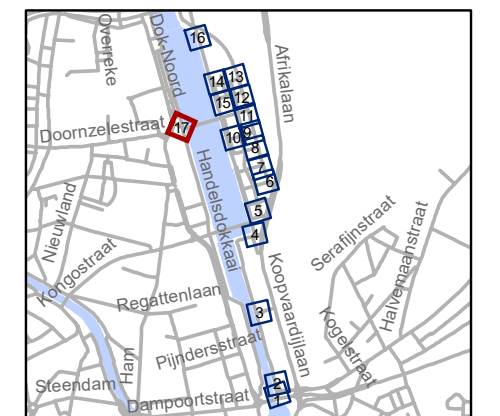 Overreke
Dok-Noord
16
Afrikalaan
14
13
15
12
11
Doornzelestraat
17
10
9
8
7
6
Handelsdokkaai
Nieuwland
5
4
Serafijnstraat
Halvemaanstraat
Kongostraat
Koopvaardijlaan
Regattenlaan
3
Kogelstraat
Pijndersstraat
Ham
Steendam
2
1
Dampoortstraat